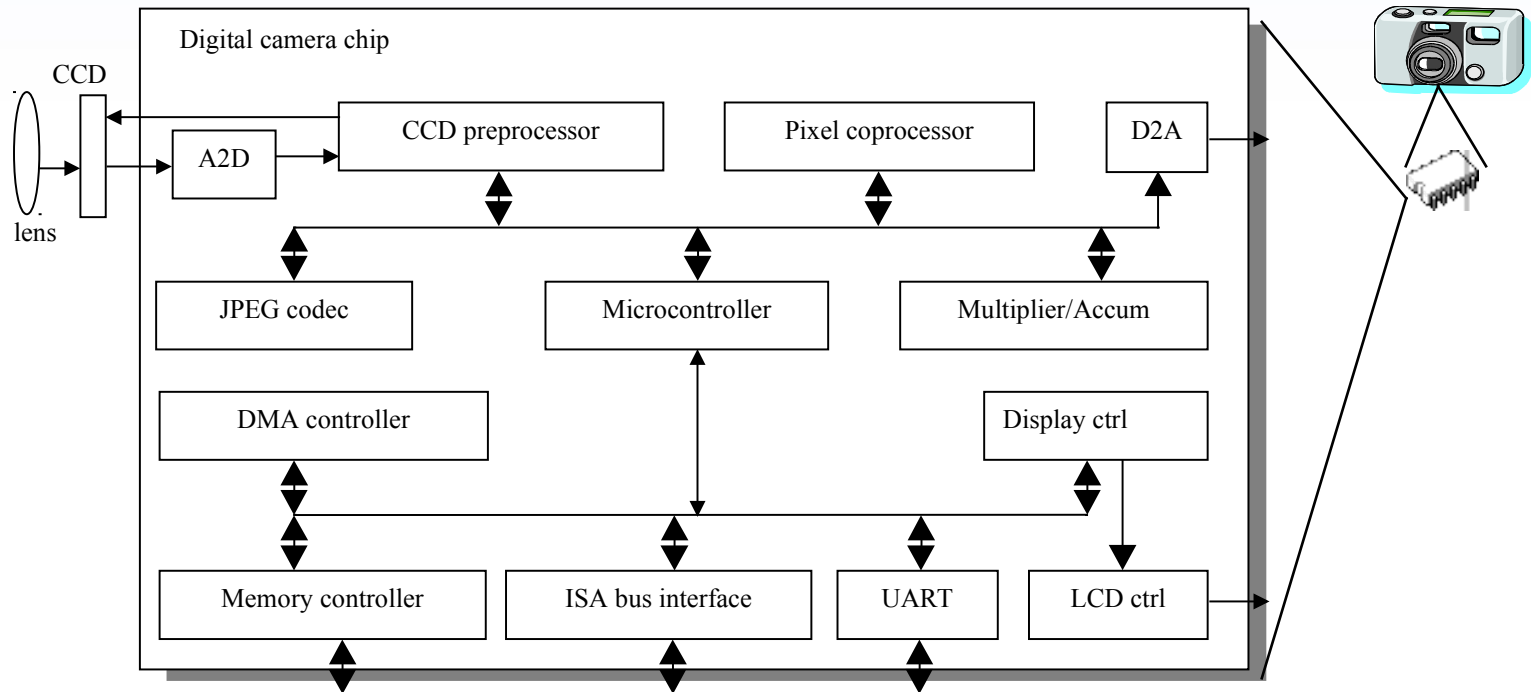 Digital camera chip
CCD
CCD preprocessor
Pixel coprocessor
D2A
A2D
lens
JPEG codec
Microcontroller
Multiplier/Accum
DMA controller
Display ctrl
Memory controller
ISA bus interface
UART
LCD ctrl